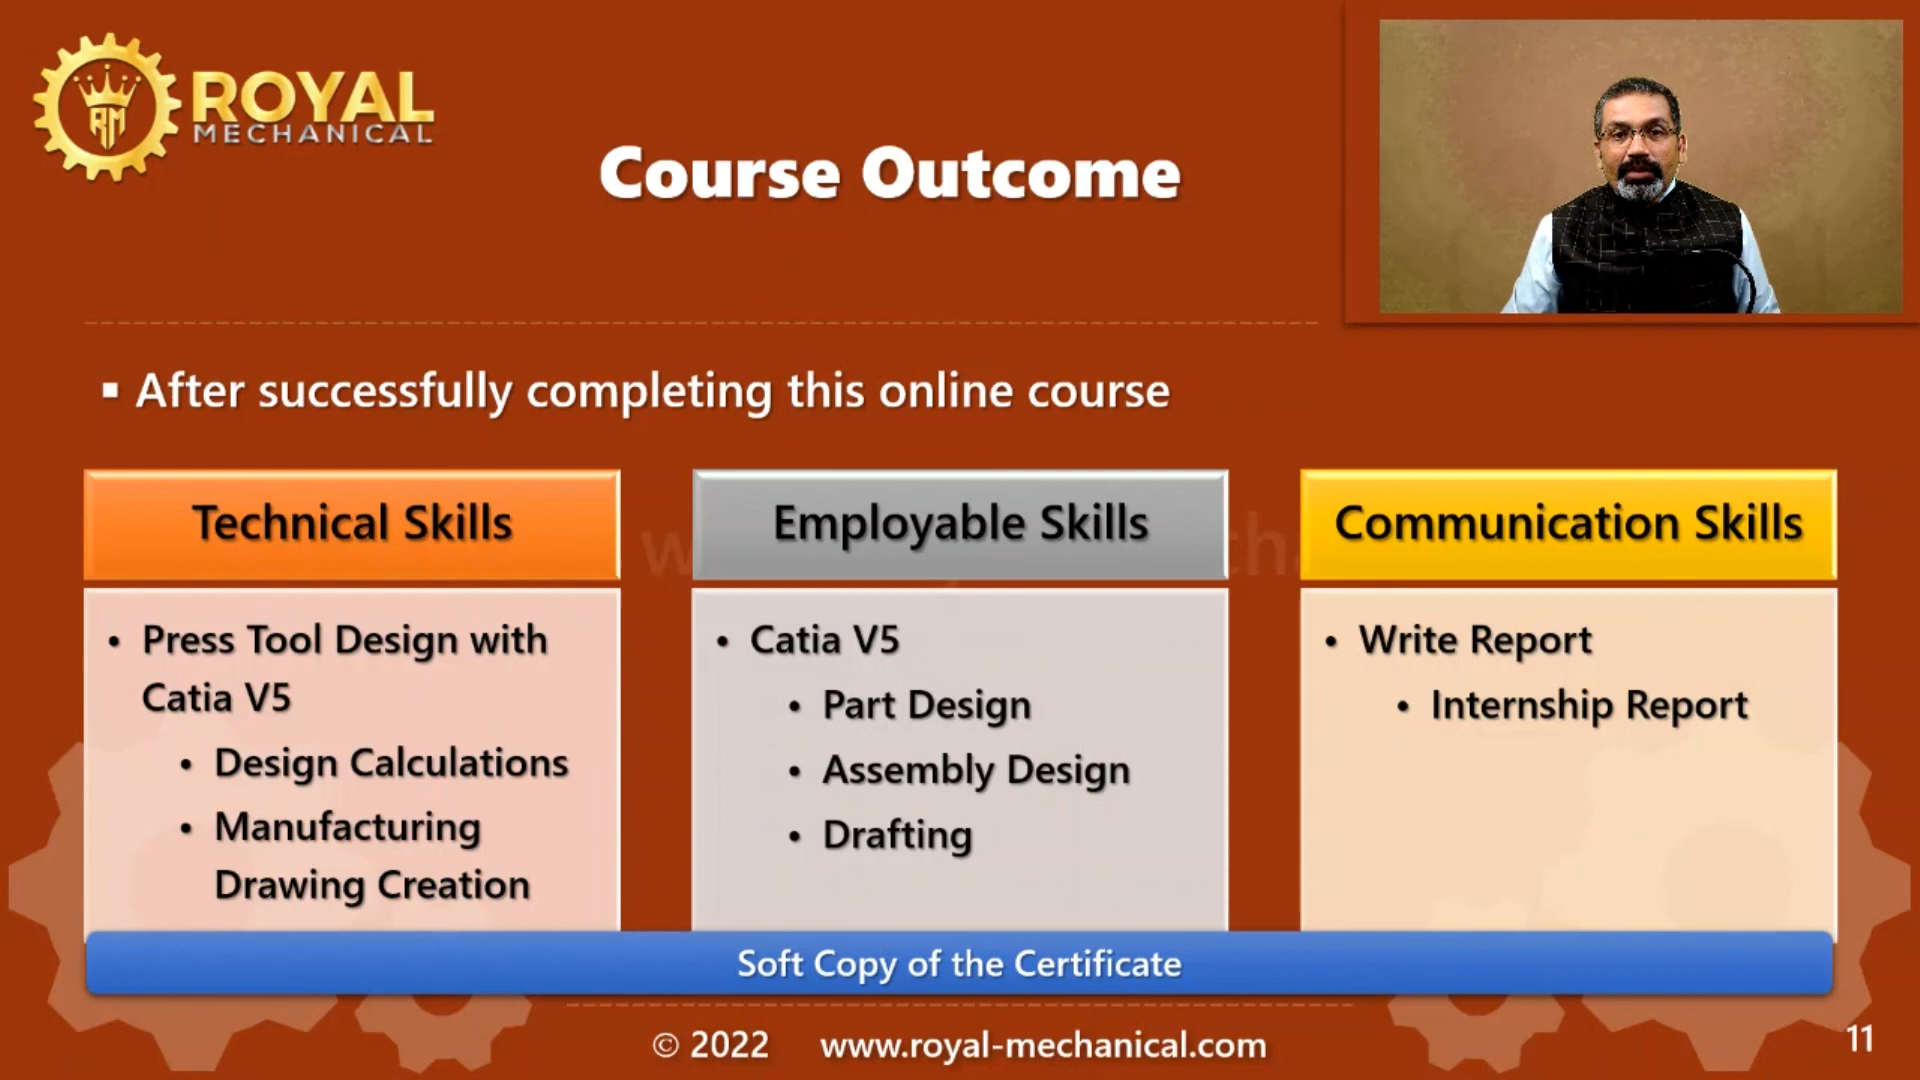 RM
ROYAL
MECHANICAL
Course Outcome
▪ After successfully completing this online course
Technical Skills
• Press Tool Design with
Catia V5
• Design Calculations
• Manufacturing
Drawing Creation
Employable Skills
• Catia V5
• Part Design
• Assembly Design
• Drafting
Communication Skills
• Write Report
• Internship Report
Soft Copy of the Certificate
© 2022 www.royal-mechanical.com
11